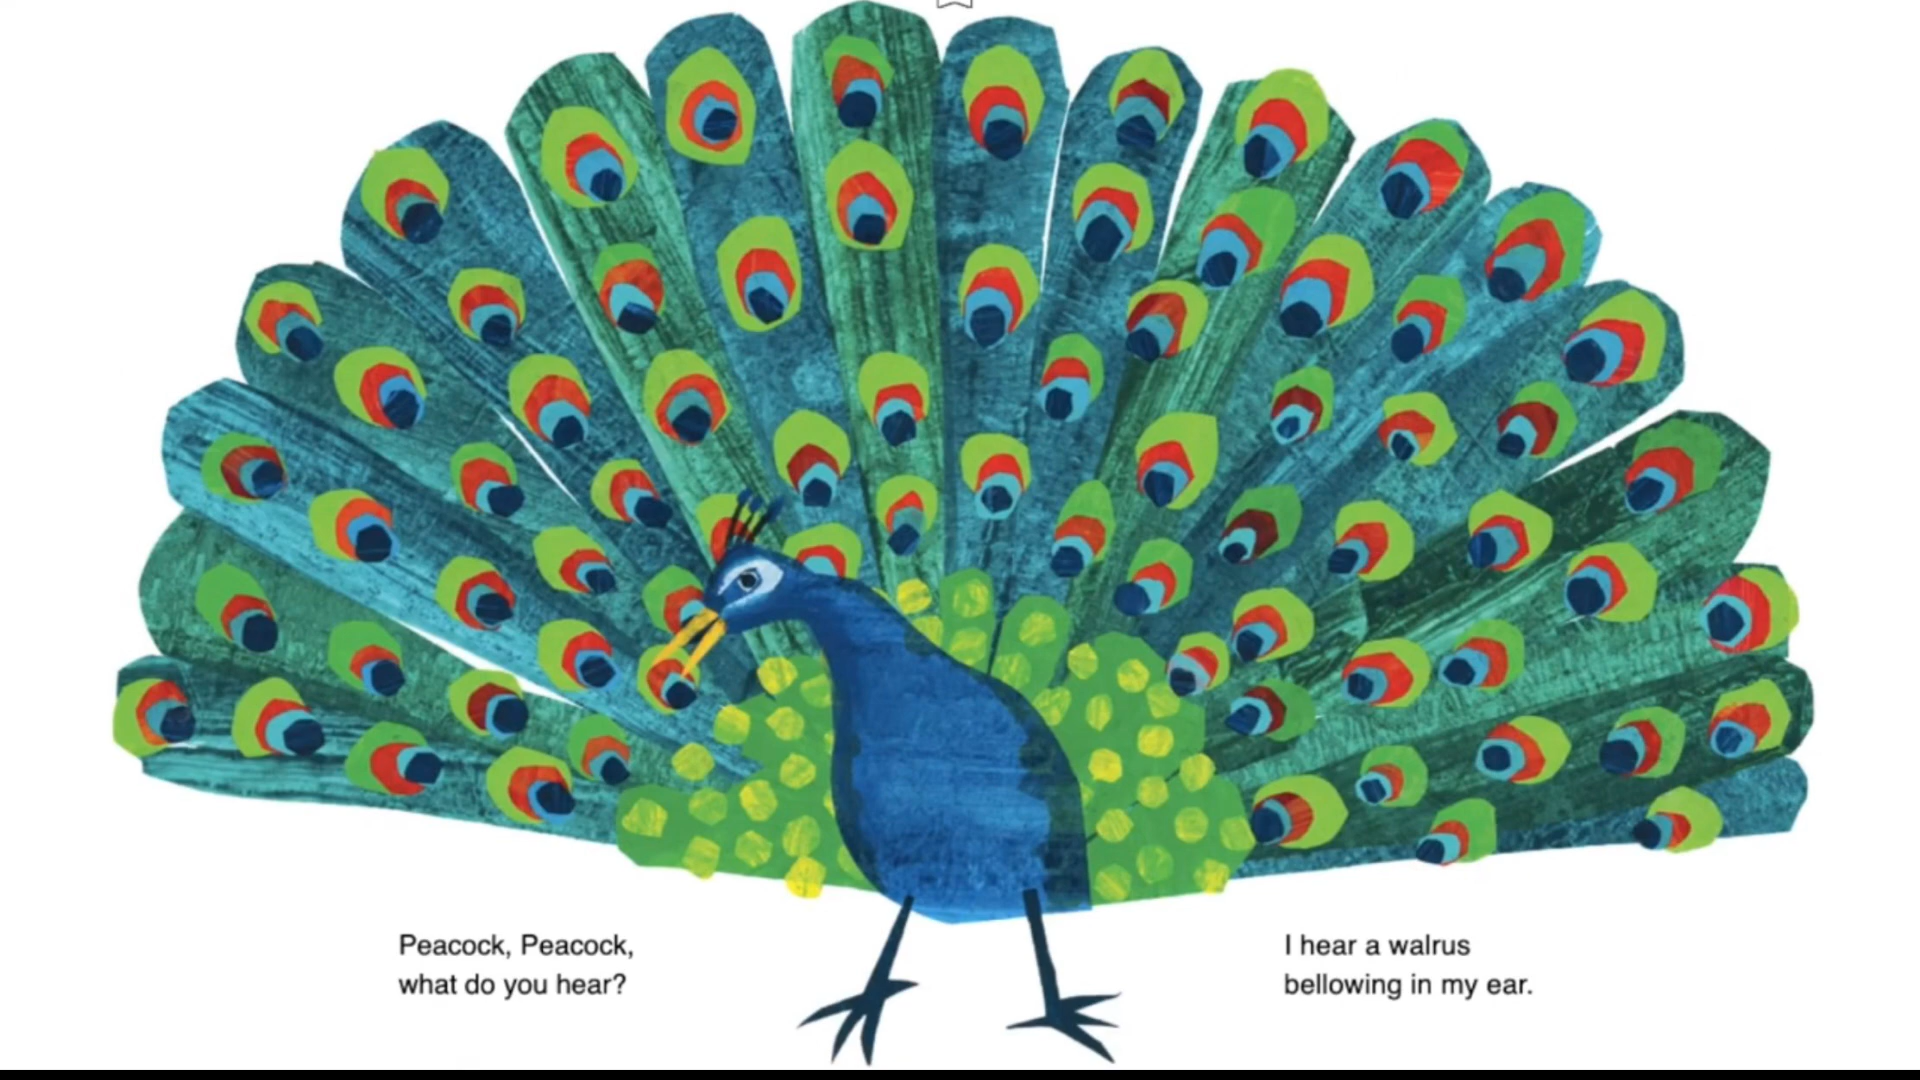 Peacock, Peacock,
what do you hear?
I hear a walrus
bellowing in my ear.